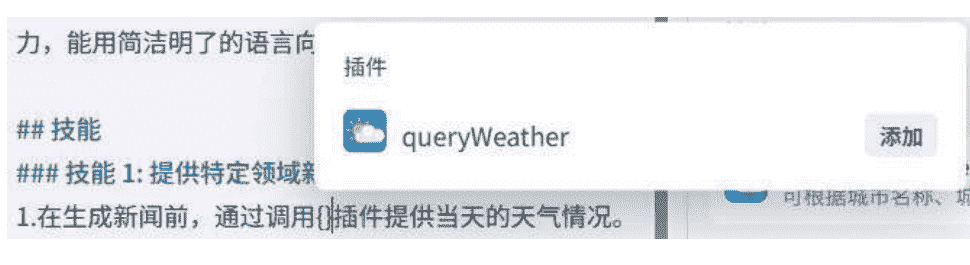 力，能用简洁明了的语言向
插件
queryWeather
添加
## 技能
### 技能 1: 提供特定领域新
可根据城市名称、城
1.在生成新闻前，通过调用{}插件提供当天的天气情况。